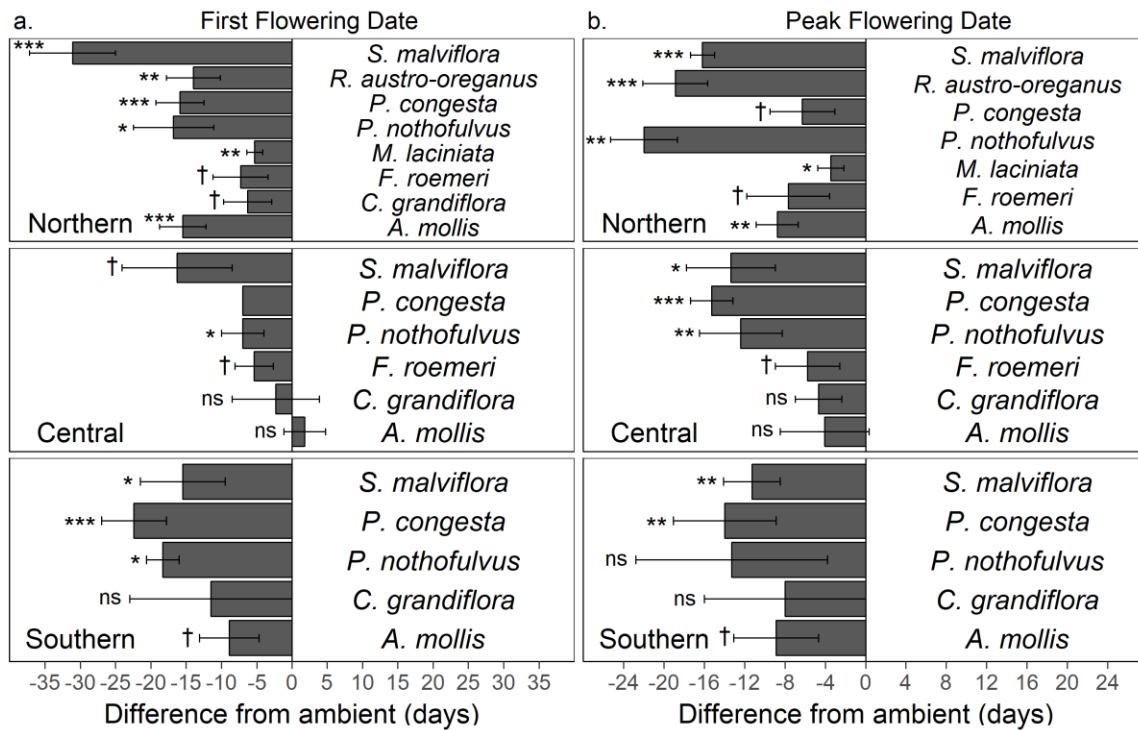 a. First Flowering Date
*** S. malviflora
** R. austro-oreganus
*** P. congesta
* P. nothofulvus
** M. laciniata
† F. roemeri
† C. grandiflora
Northern *** A. mollis
† S. malviflora
P. congesta
* P. nothofulvus
† F. roemeri
ns C. grandiflora
Central ns A. mollis
* S. malviflora
*** P. congesta
* P. nothofulvus
ns C. grandiflora
Southern † A. mollis
-35 -30 -25 -20 -15 -10 -5 0 5 10 15 20 25 30 35
Difference from ambient (days)
b. Peak Flowering Date
*** S. malviflora
*** R. austro-oreganus
† P. congesta
** P. nothofulvus
* M. laciniata
† F. roemeri
Northern ** A. mollis
* S. malviflora
*** P. congesta
** P. nothofulvus
† F. roemeri
ns C. grandiflora
Central ns A. mollis
** S. malviflora
** P. congesta
ns P. nothofulvus
ns C. grandiflora
Southern † A. mollis
-24 -20 -16 -12 -8 -4 0 4 8 12 16 20 24
Difference from ambient (days)